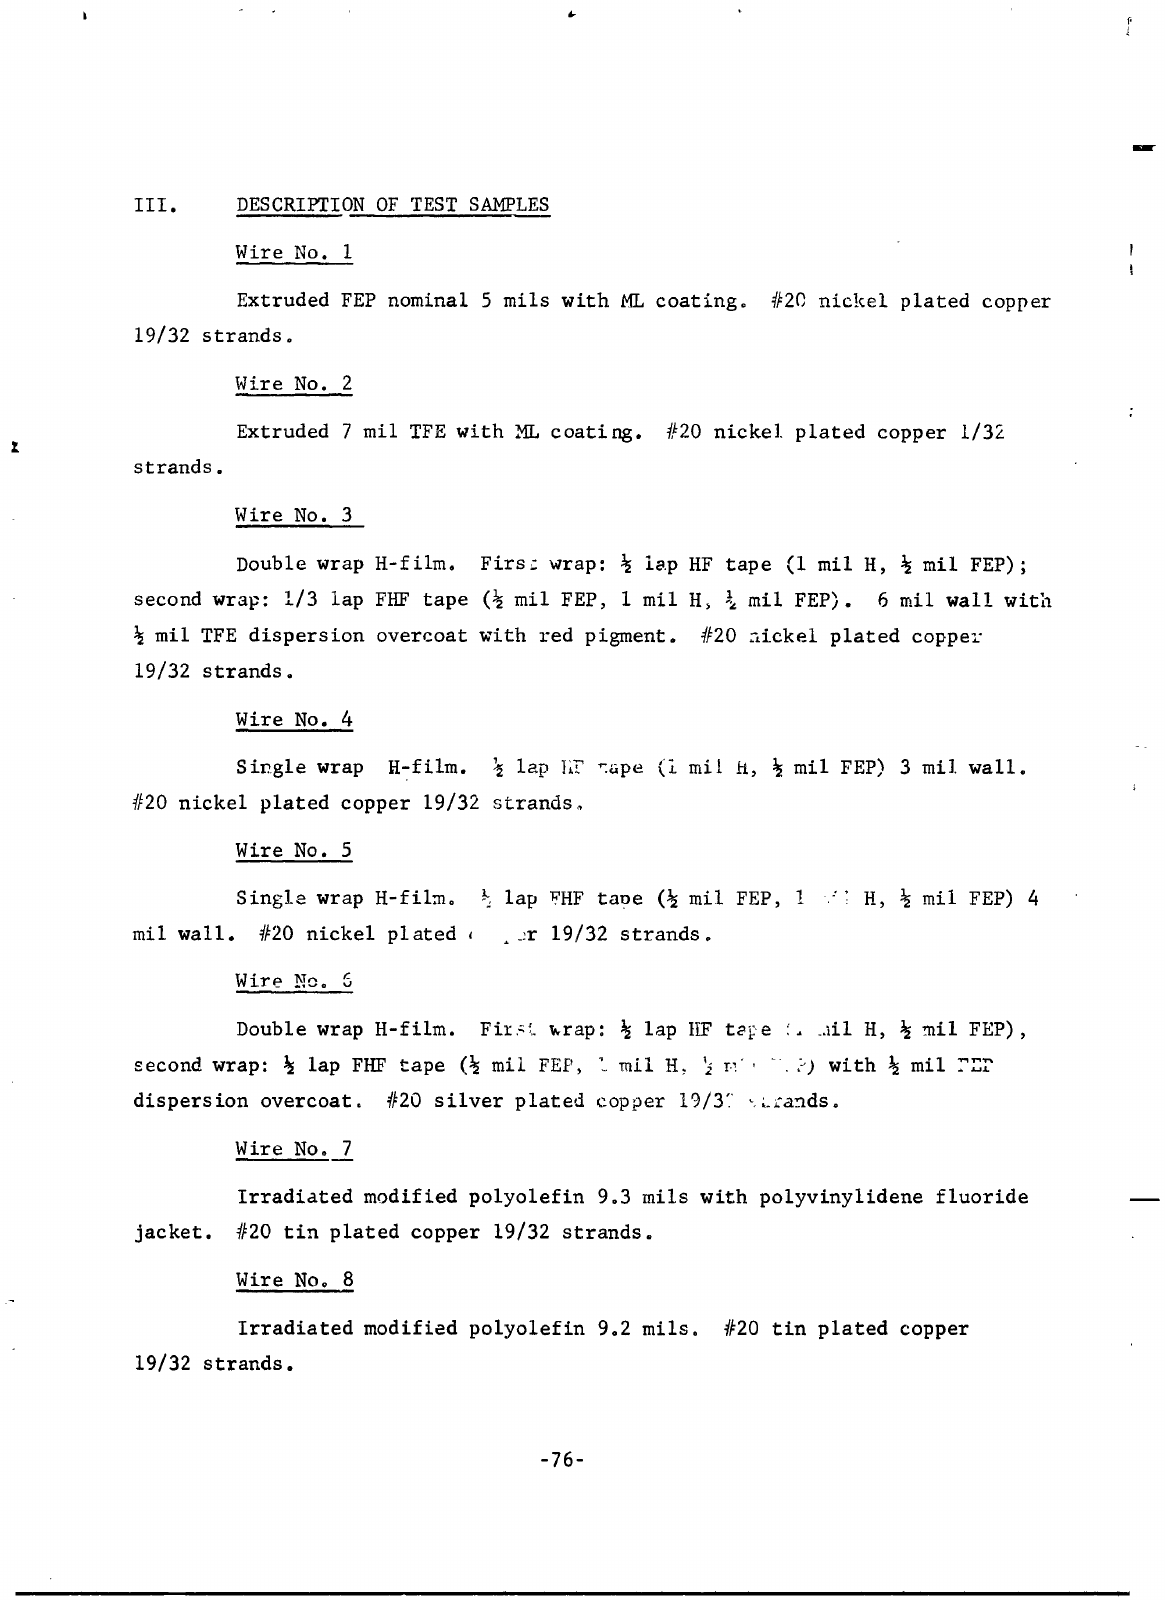 III. DESCRIPTION OF TEST SAMPLES
Wire No. 1
Extruded FEP nominal 5 mils with ML coating. #20 nickel plated copper
19/32 strands.
Wire No. 2
Extruded 7 mil TFE with ML coating. #20 nickel plated copper 1/32
strands.
Wire No. 3
Double wrap H-film. First wrap: ½ lap HF tape (1 mil H, ½ mil FEP);
second wrap: 1/3 lap FHF tape (½ mil FEP, 1 mil H, ½ mil FEP). 6 mil wall with
½ mil TFE dispersion overcoat with red pigment. #20 nickel plated copper
19/32 strands.
Wire No. 4
Single wrap H-film. ½ lap HF tape (1 mil H, ½ mil FEP) 3 mil wall.
#20 nickel plated copper 19/32 strands.
Wire No. 5
Single wrap H-film. ½ lap FHF tape (½ mil FEP, 1 H, ½ mil FEP) 4
mil wall. #20 nickel plated 19/32 strands.
Wire No. 6
Double wrap H-film. First wrap: ½ lap HF tape mil H, ½ mil FEP),
second wrap: ½ lap FHF tape (½ mil FEP, 1 mil H, ½ with ½ mil
dispersion overcoat. #20 silver plated copper strands.
Wire No. 7
Irradiated modified polyolefin 9.3 mils with polyvinylidene fluoride
jacket. #20 tin plated copper 19/32 strands.
Wire No. 8
Irradiated modified polyolefin 9.2 mils. #20 tin plated copper
19/32 strands.
-76-